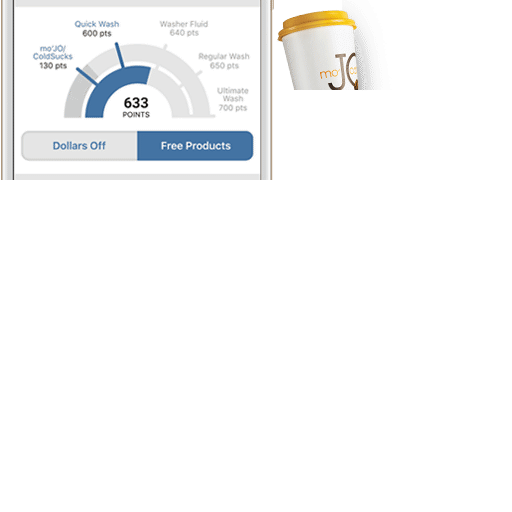 Quick Wash
600 pts
Washer Fluid
640 pts
mo'JO/
ColdSucks
130 pts
Regular Wash
650 pts
Ultimate
Wash
700 pts
633
POINTS
Dollars Off
Free Products
mo'
JO